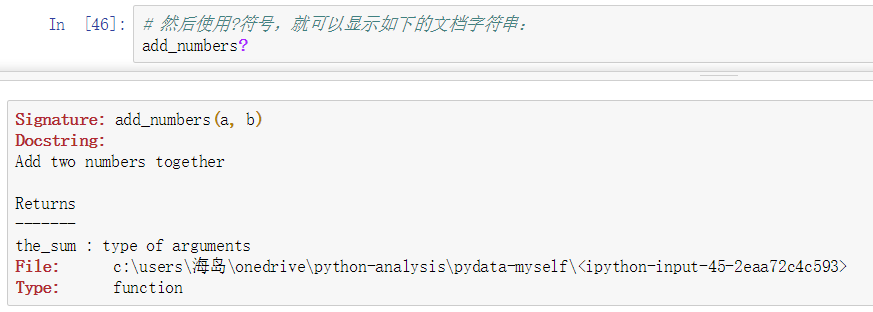 In [46]: # 然后使用?符号，就可以显示如下的文档字符串：
add_numbers?
Signature: add_numbers(a, b)
Docstring:
Add two numbers together
Returns
-------
the_sum : type of arguments
File: c:\users\海岛\onedrive\python-analysis\pydata-myself\<ipython-input-45-2eaa72c4c593>
Type: function